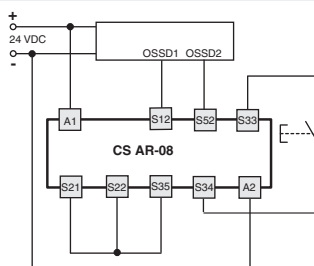 +
24 VDC
-
OSSD1 OSSD2
A1 S12 S52 S33
CS AR-08
S21 S22 S35 S34 A2